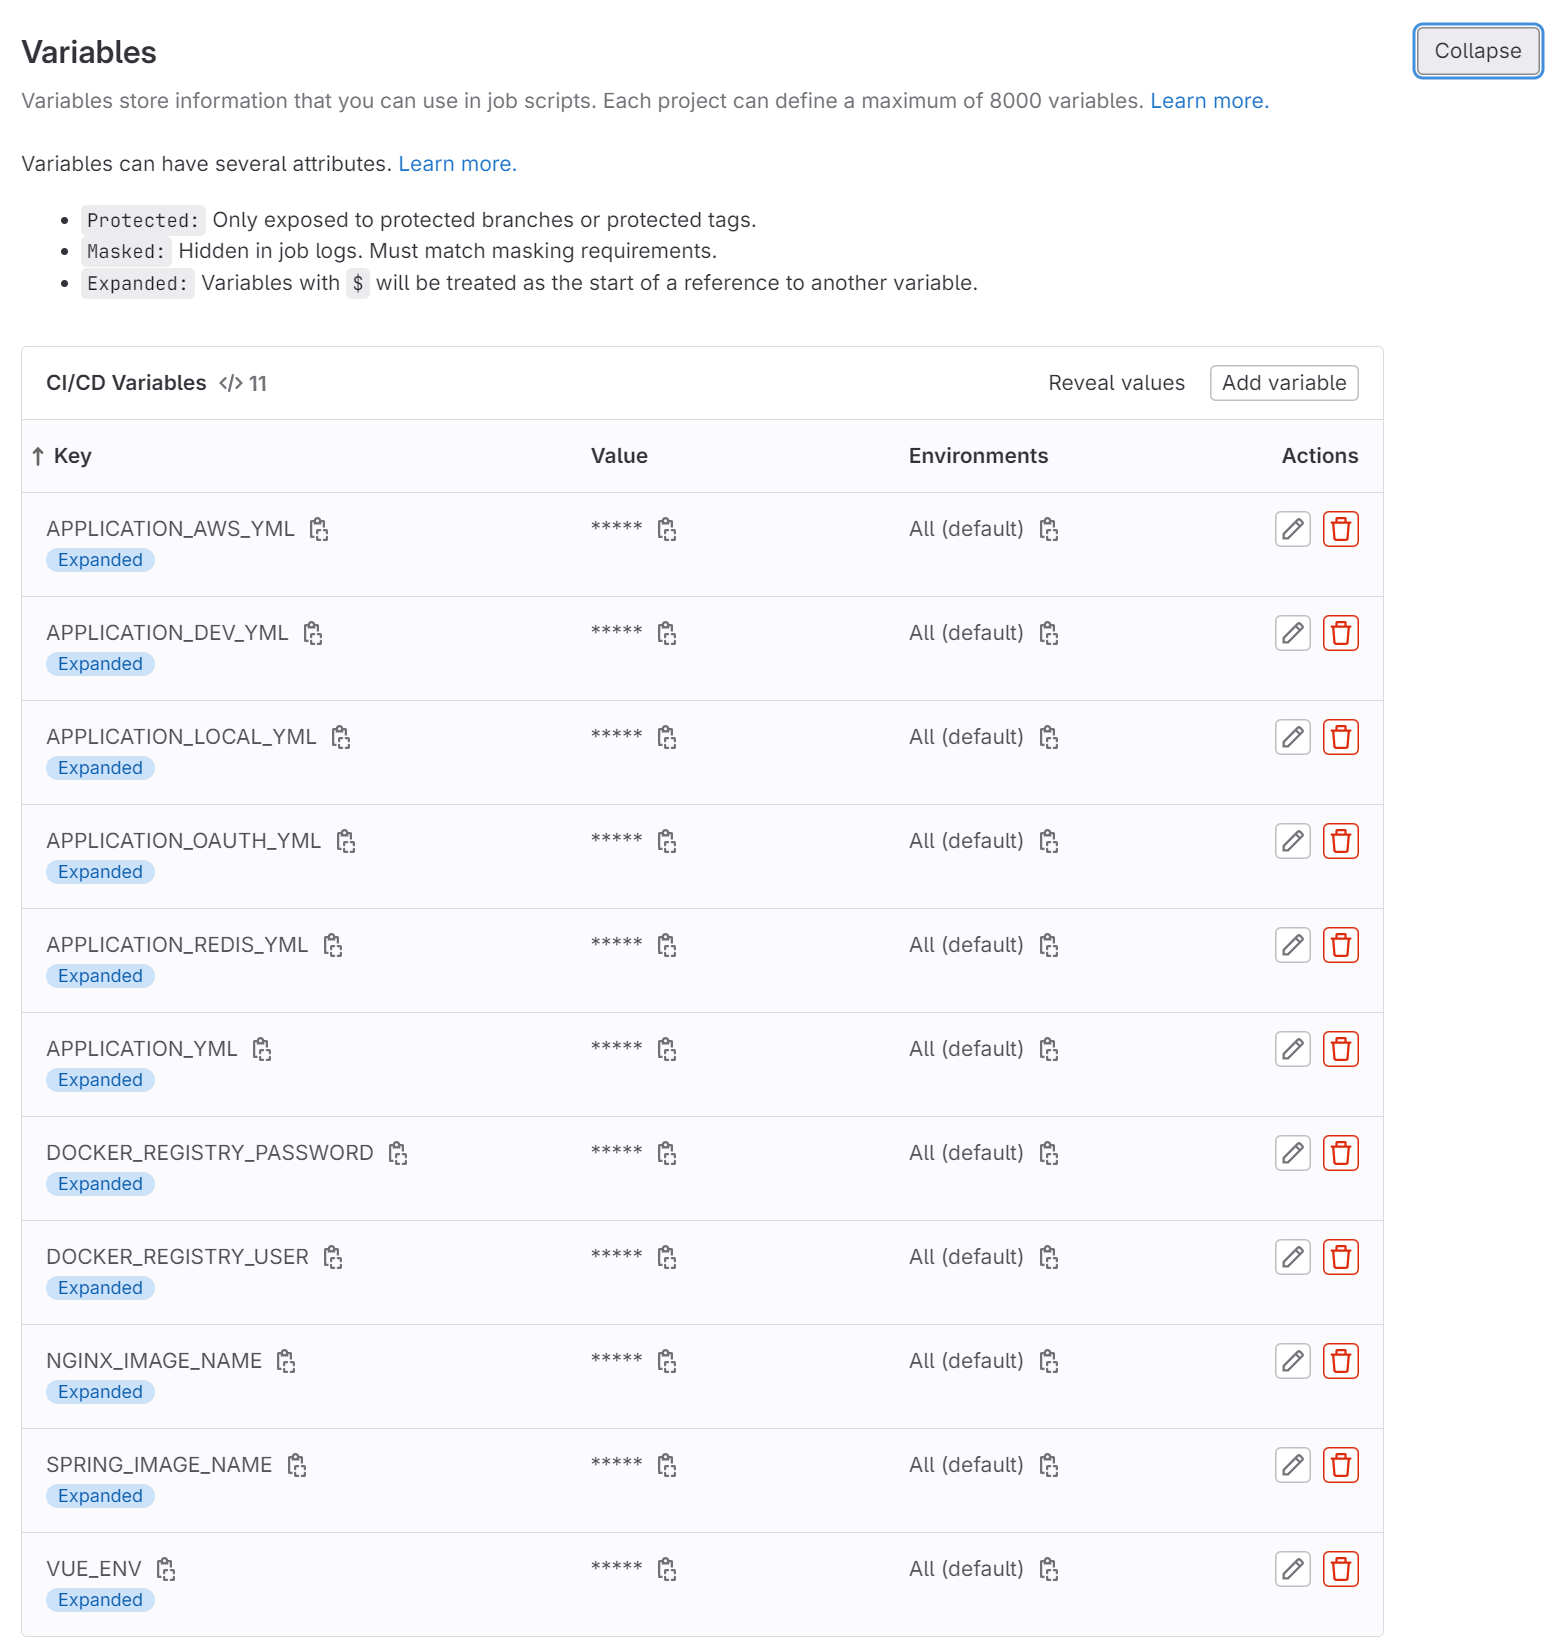 Variables
Collapse
Variables store information that you can use in job scripts. Each project can define a maximum of 8000 variables. Learn more.
Variables can have several attributes. Learn more.
Protected: Only exposed to protected branches or protected tags.
Masked: Hidden in job logs. Must match masking requirements.
Expanded: Variables with $ will be treated as the start of a reference to another variable.
CI/CD Variables </> 11 Reveal values Add variable
↑ Key Value Environments Actions
APPLICATION_AWS_YML ***** All (default)
Expanded
APPLICATION_DEV_YML ***** All (default)
Expanded
APPLICATION_LOCAL_YML ***** All (default)
Expanded
APPLICATION_OAUTH_YML ***** All (default)
Expanded
APPLICATION_REDIS_YML ***** All (default)
Expanded
APPLICATION_YML ***** All (default)
Expanded
DOCKER_REGISTRY_PASSWORD ***** All (default)
Expanded
DOCKER_REGISTRY_USER ***** All (default)
Expanded
NGINX_IMAGE_NAME ***** All (default)
Expanded
SPRING_IMAGE_NAME ***** All (default)
Expanded
VUE_ENV ***** All (default)
Expanded